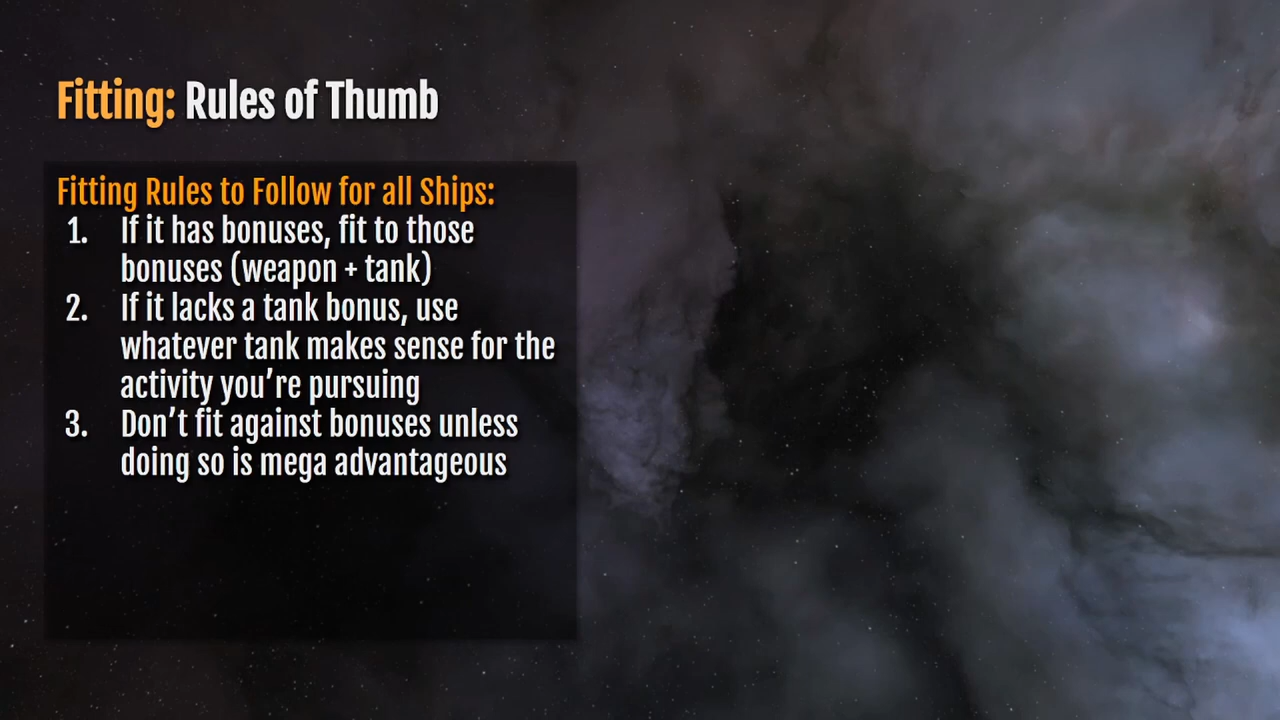 Fitting: Rules of Thumb
Fitting Rules to Follow for all Ships:
1. If it has bonuses, fit to those
bonuses (weapon + tank)
2. If it lacks a tank bonus, use
whatever tank makes sense for the
activity you’re pursuing
3. Don’t fit against bonuses unless
doing so is mega advantageous